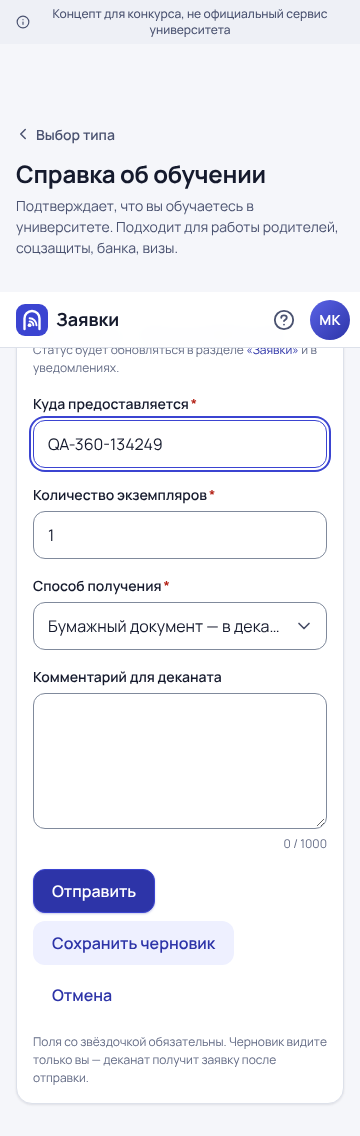 Концепт для конкурса, не официальный сервис
университета
Выбор типа
Справка об обучении
Подтверждает, что вы обучаетесь в
университете. Подходит для работы родителей,
соцзащиты, банка, визы.
Заявки
МК
Статус будет обновляться в разделе «Заявки» и в
уведомлениях.
Куда предоставляется *
QA-360-134249
Количество экземпляров *
1
Способ получения *
Бумажный документ — в дека...
Комментарий для деканата
0 / 1000
Отправить
Сохранить черновик
Отмена
Поля со звёздочкой обязательны. Черновик видите
только вы — деканат получит заявку после
отправки.